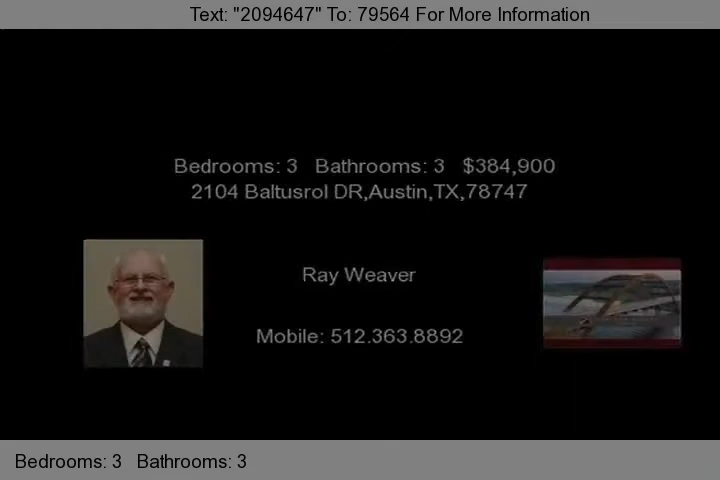 Text: "2094647" To: 79564 For More Information
Bedrooms: 3   Bathrooms: 3   $384,900
2104 Baltusrol DR,Austin,TX,78747
Ray Weaver
Mobile: 512.363.8892
Bedrooms: 3   Bathrooms: 3